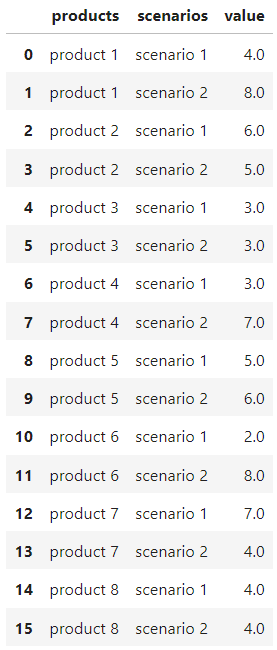 products scenarios value
0 product 1 scenario 1 4.0
1 product 1 scenario 2 8.0
2 product 2 scenario 1 6.0
3 product 2 scenario 2 5.0
4 product 3 scenario 1 3.0
5 product 3 scenario 2 3.0
6 product 4 scenario 1 3.0
7 product 4 scenario 2 7.0
8 product 5 scenario 1 5.0
9 product 5 scenario 2 6.0
10 product 6 scenario 1 2.0
11 product 6 scenario 2 8.0
12 product 7 scenario 1 7.0
13 product 7 scenario 2 4.0
14 product 8 scenario 1 4.0
15 product 8 scenario 2 4.0